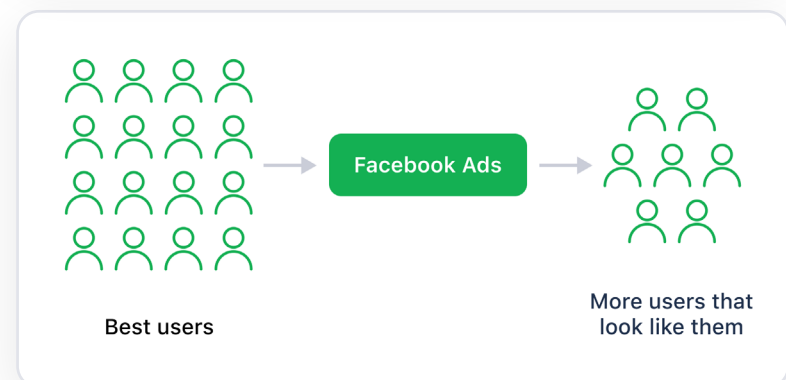 Facebook Ads
Best users
More users that
look like them